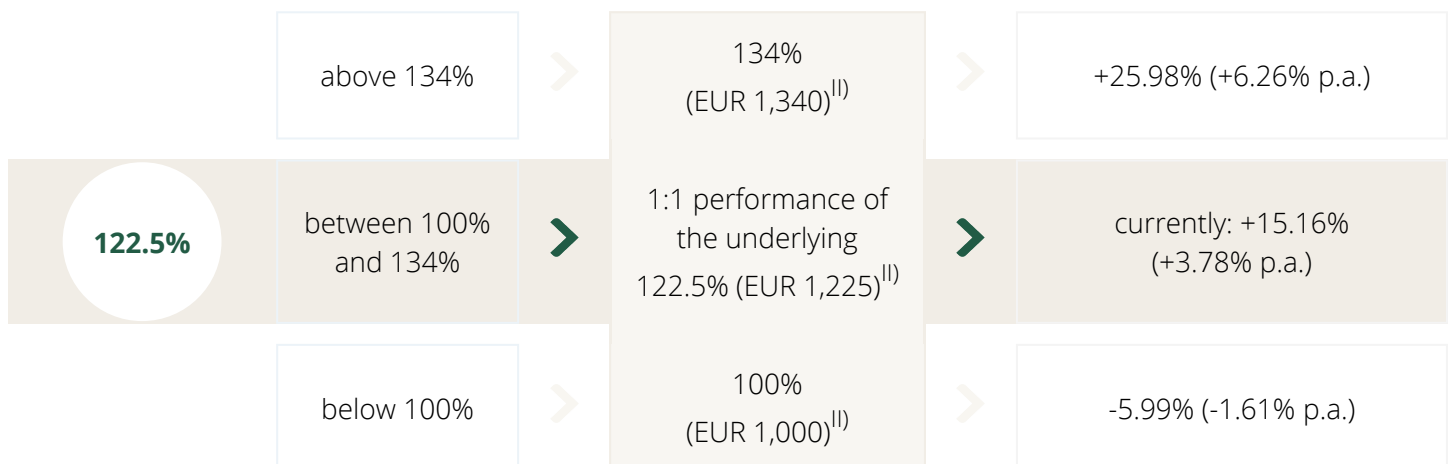 above 134%
134%
(EUR 1,340)II)
+25.98% (+6.26% p.a.)
122.5%
between 100%
and 134%
1:1 performance of
the underlying
122.5% (EUR 1,225)II)
currently: +15.16%
(+3.78% p.a.)
below 100%
100%
(EUR 1,000)II)
-5.99% (-1.61% p.a.)